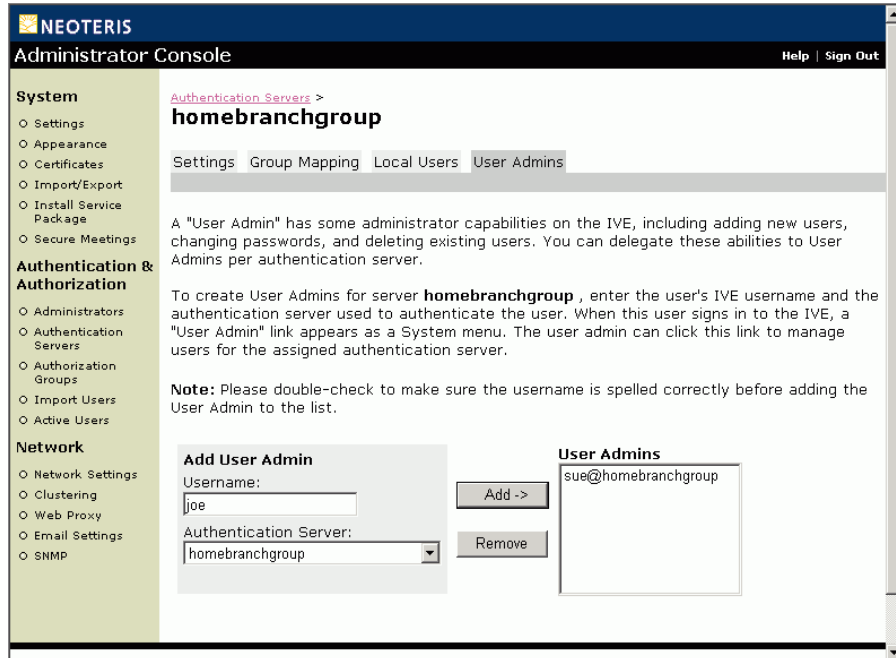 NEOTERIS
Administrator Console
Help | Sign Out
System
Settings
Appearance
Certificates
Import/Export
Install Service
Package
Secure Meetings
Authentication &
Authorization
Administrators
Authentication
Servers
Authorization
Groups
Import Users
Active Users
Network
Network Settings
Clustering
Web Proxy
Email Settings
SNMP
Authentication Servers >
homebranchgroup
Settings Group Mapping Local Users User Admins
A "User Admin" has some administrator capabilities on the IVE, including adding new users,
changing passwords, and deleting existing users. You can delegate these abilities to User
Admins per authentication server.
To create User Admins for server homebranchgroup , enter the user's IVE username and the
authentication server used to authenticate the user. When this user signs in to the IVE, a
"User Admin" link appears as a System menu. The user admin can click this link to manage
users for the assigned authentication server.
Note: Please double-check to make sure the username is spelled correctly before adding the
User Admin to the list.
Add User Admin
Username:
joe
Authentication Server:
homebranchgroup
Add ->
Remove
User Admins
sue@homebranchgroup